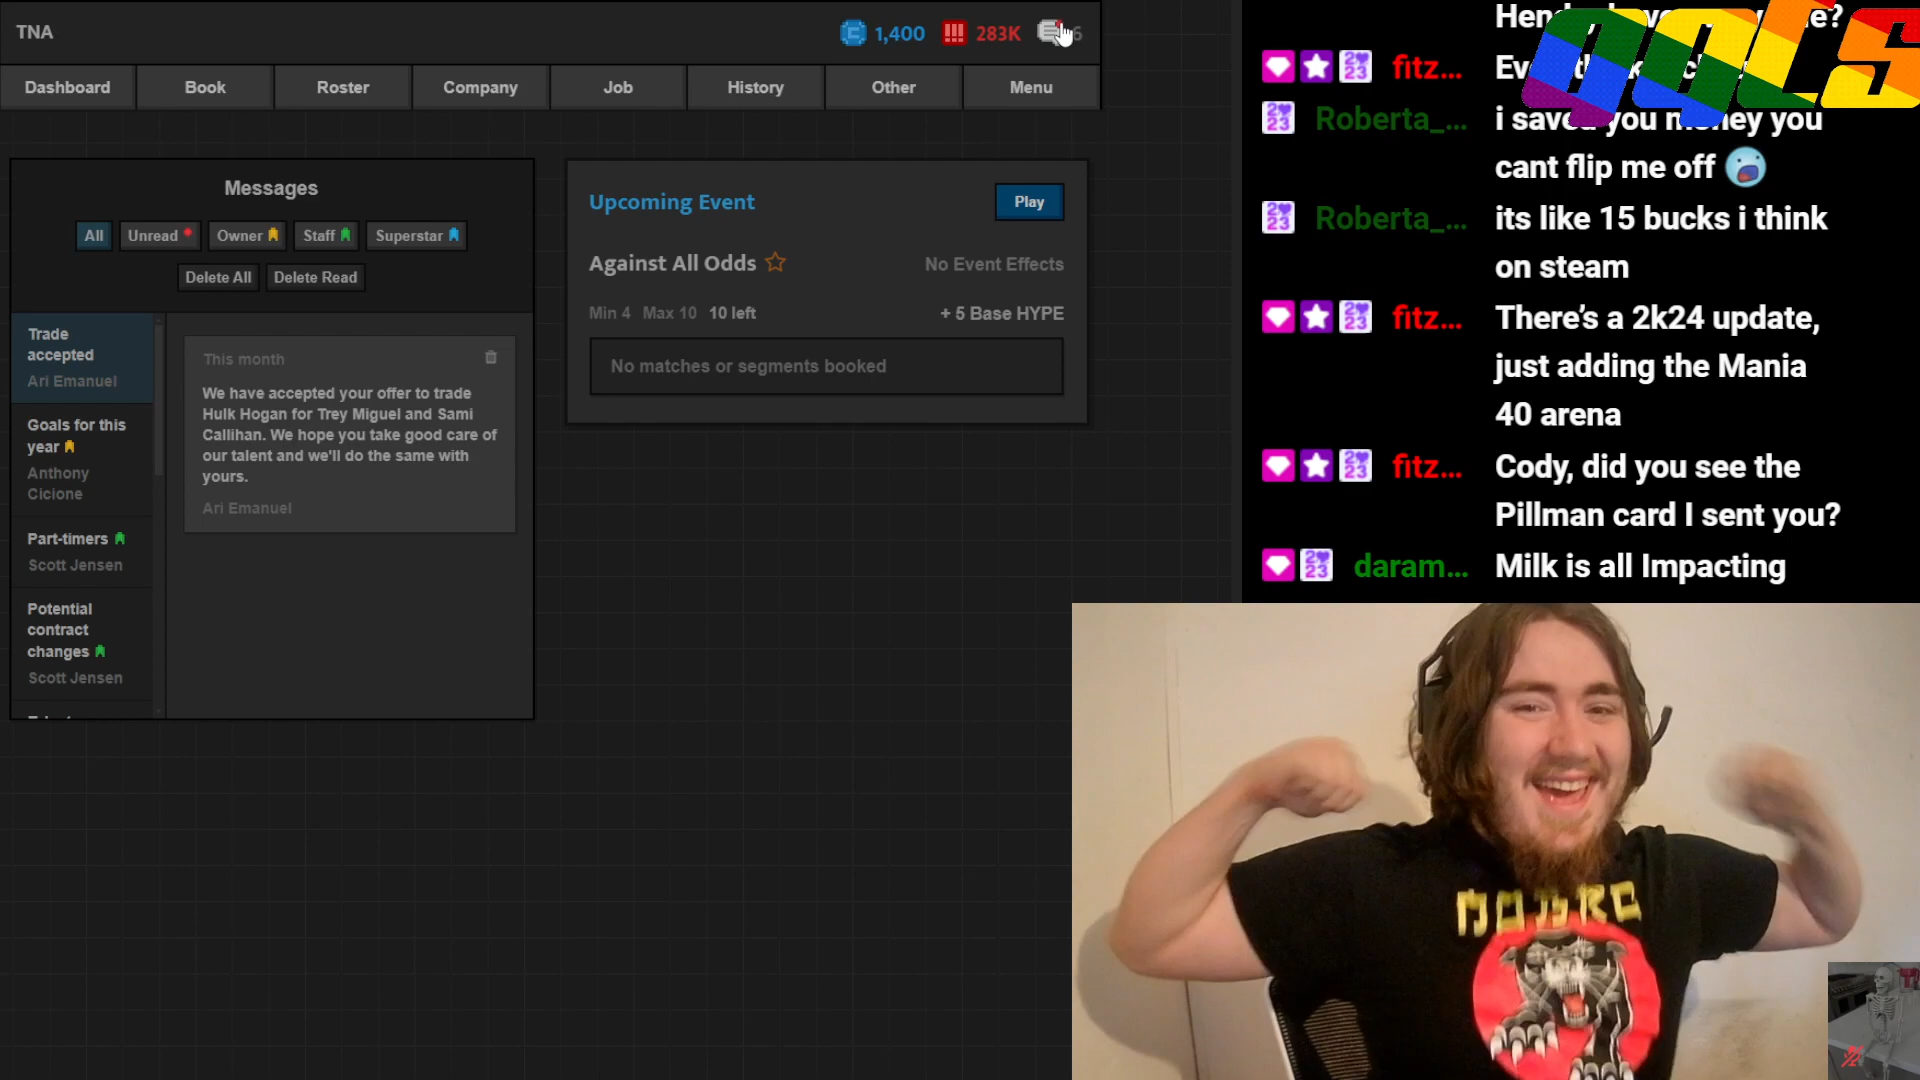 TNA
1,400
283K
6
Dashboard
Book
Roster
Company
Job
History
Other
Menu
Messages
All
Unread
Owner
Staff
Superstar
Delete All
Delete Read
Trade accepted
Ari Emanuel
Goals for this year
Anthony Cicione
Part-timers
Scott Jensen
Potential contract changes
Scott Jensen
This month
We have accepted your offer to trade
Hulk Hogan for Trey Miguel and Sami
Callihan. We hope you take good care of
our talent and we'll do the same with
yours.
Ari Emanuel
Upcoming Event
Play
Against All Odds
No Event Effects
Min 4 Max 10 10 left
+ 5 Base HYPE
No matches or segments booked
fitz...
Roberta_...
i saved you money you
cant flip me off
Roberta_...
its like 15 bucks i think
on steam
fitz...
There's a 2k24 update,
just adding the Mania
40 arena
fitz...
Cody, did you see the
Pillman card I sent you?
daram...
Milk is all Impacting